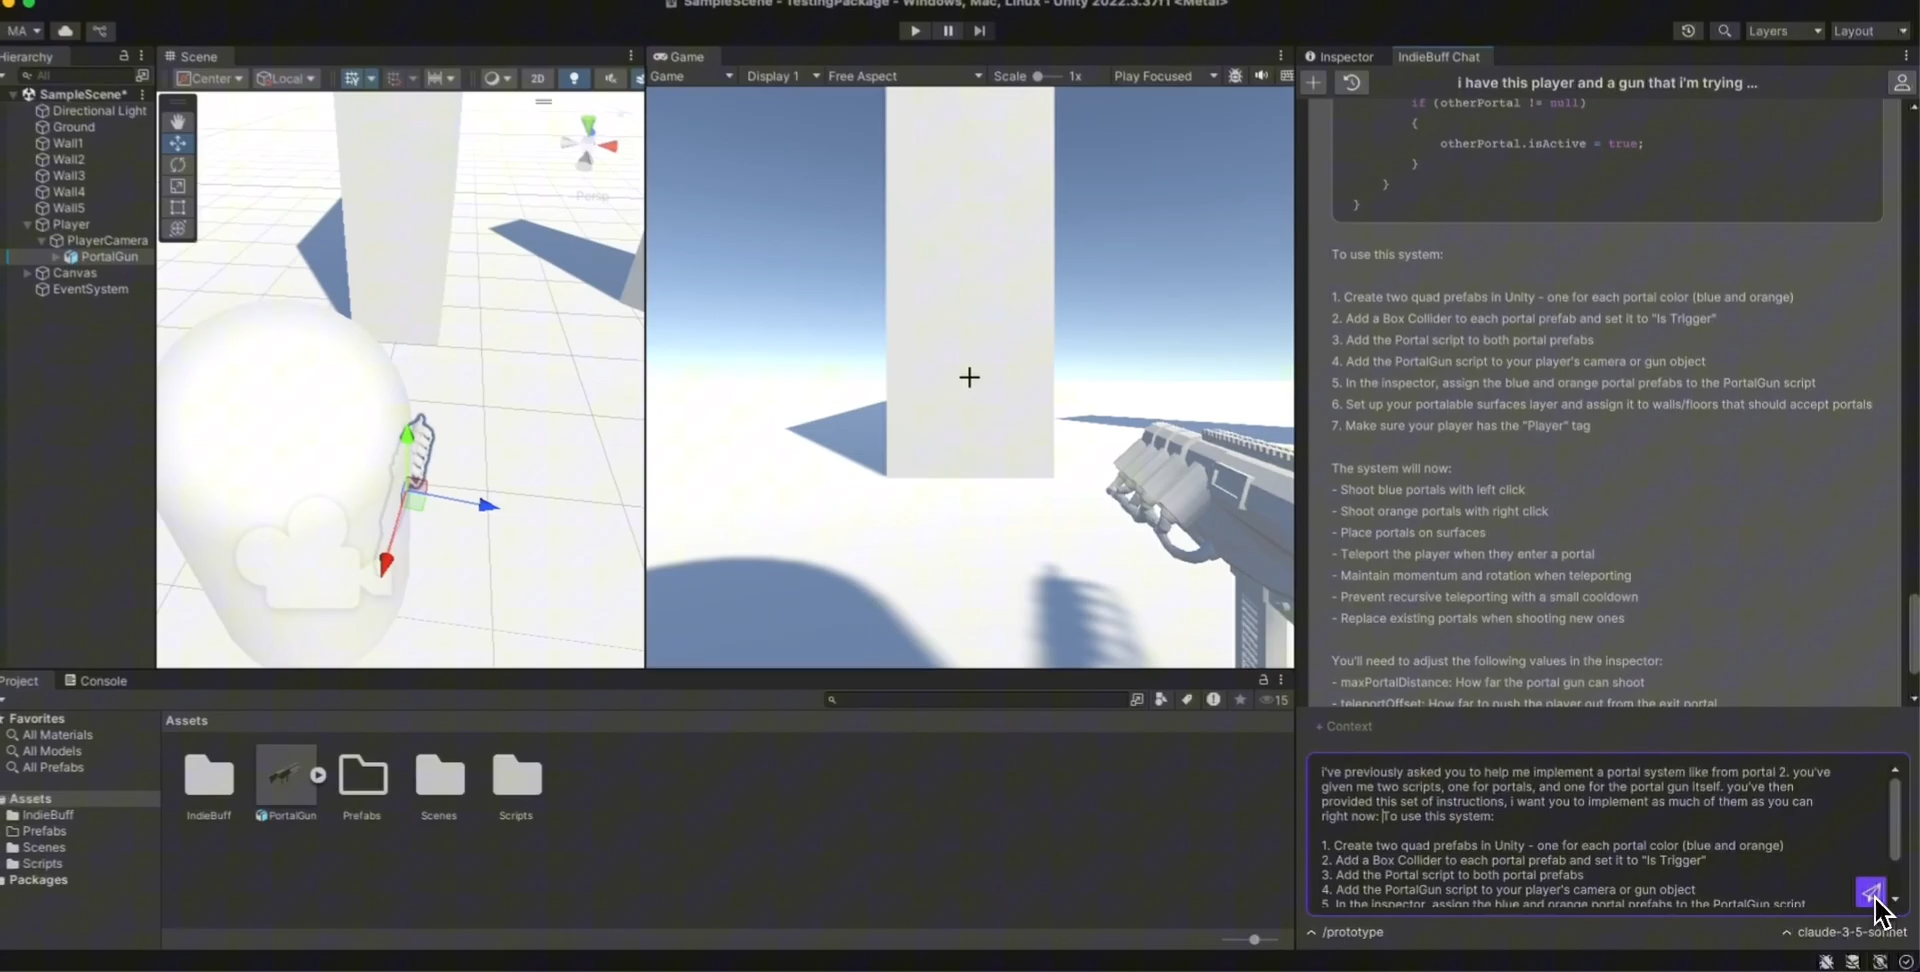 SampleScene - TestingPackage - Windows, Mac, Linux - Unity 2022.3.37f1 <Metal>
MA
Layers
Layout
Hierarchy
Scene
Game
Inspector
IndieBuff Chat
All
Center
Local
2D
Game
Display 1
Free Aspect
Scale
1x
Play Focused
i have this player and a gun that i'm trying ...
SampleScene*
Directional Light
Ground
Wall1
Wall2
Wall3
Wall4
Wall5
Player
PlayerCamera
PortalGun
Canvas
EventSystem
Persp
if (otherPortal != null)
{
otherPortal.isActive = true;
}
}
}
To use this system:
1. Create two quad prefabs in Unity - one for each portal color (blue and orange)
2. Add a Box Collider to each portal prefab and set it to "Is Trigger"
3. Add the Portal script to both portal prefabs
4. Add the PortalGun script to your player's camera or gun object
5. In the inspector, assign the blue and orange portal prefabs to the PortalGun script
6. Set up your portalable surfaces layer and assign it to walls/floors that should accept portals
7. Make sure your player has the "Player" tag
The system will now:
- Shoot blue portals with left click
- Shoot orange portals with right click
- Place portals on surfaces
- Teleport the player when they enter a portal
- Maintain momentum and rotation when teleporting
- Prevent recursive teleporting with a small cooldown
- Replace existing portals when shooting new ones
You'll need to adjust the following values in the inspector:
- maxPortalDistance: How far the portal gun can shoot
- teleportOffset: How far to push the player out from the exit portal
+ Context
i've previously asked you to help me implement a portal system like from portal 2. you've
given me two scripts, one for portals, and one for the portal gun itself. you've then
provided this set of instructions, i want you to implement as much of them as you can
right now: To use this system:
1. Create two quad prefabs in Unity - one for each portal color (blue and orange)
2. Add a Box Collider to each portal prefab and set it to "Is Trigger"
3. Add the Portal script to both portal prefabs
4. Add the PortalGun script to your player's camera or gun object
5. In the inspector, assign the blue and orange portal prefabs to the PortalGun script
/prototype
claude-3-5-sonnet
Project
Console
15
Favorites
All Materials
All Models
All Prefabs
Assets
IndieBuff
Prefabs
Scenes
Scripts
Packages
Assets
IndieBuff
PortalGun
Prefabs
Scenes
Scripts